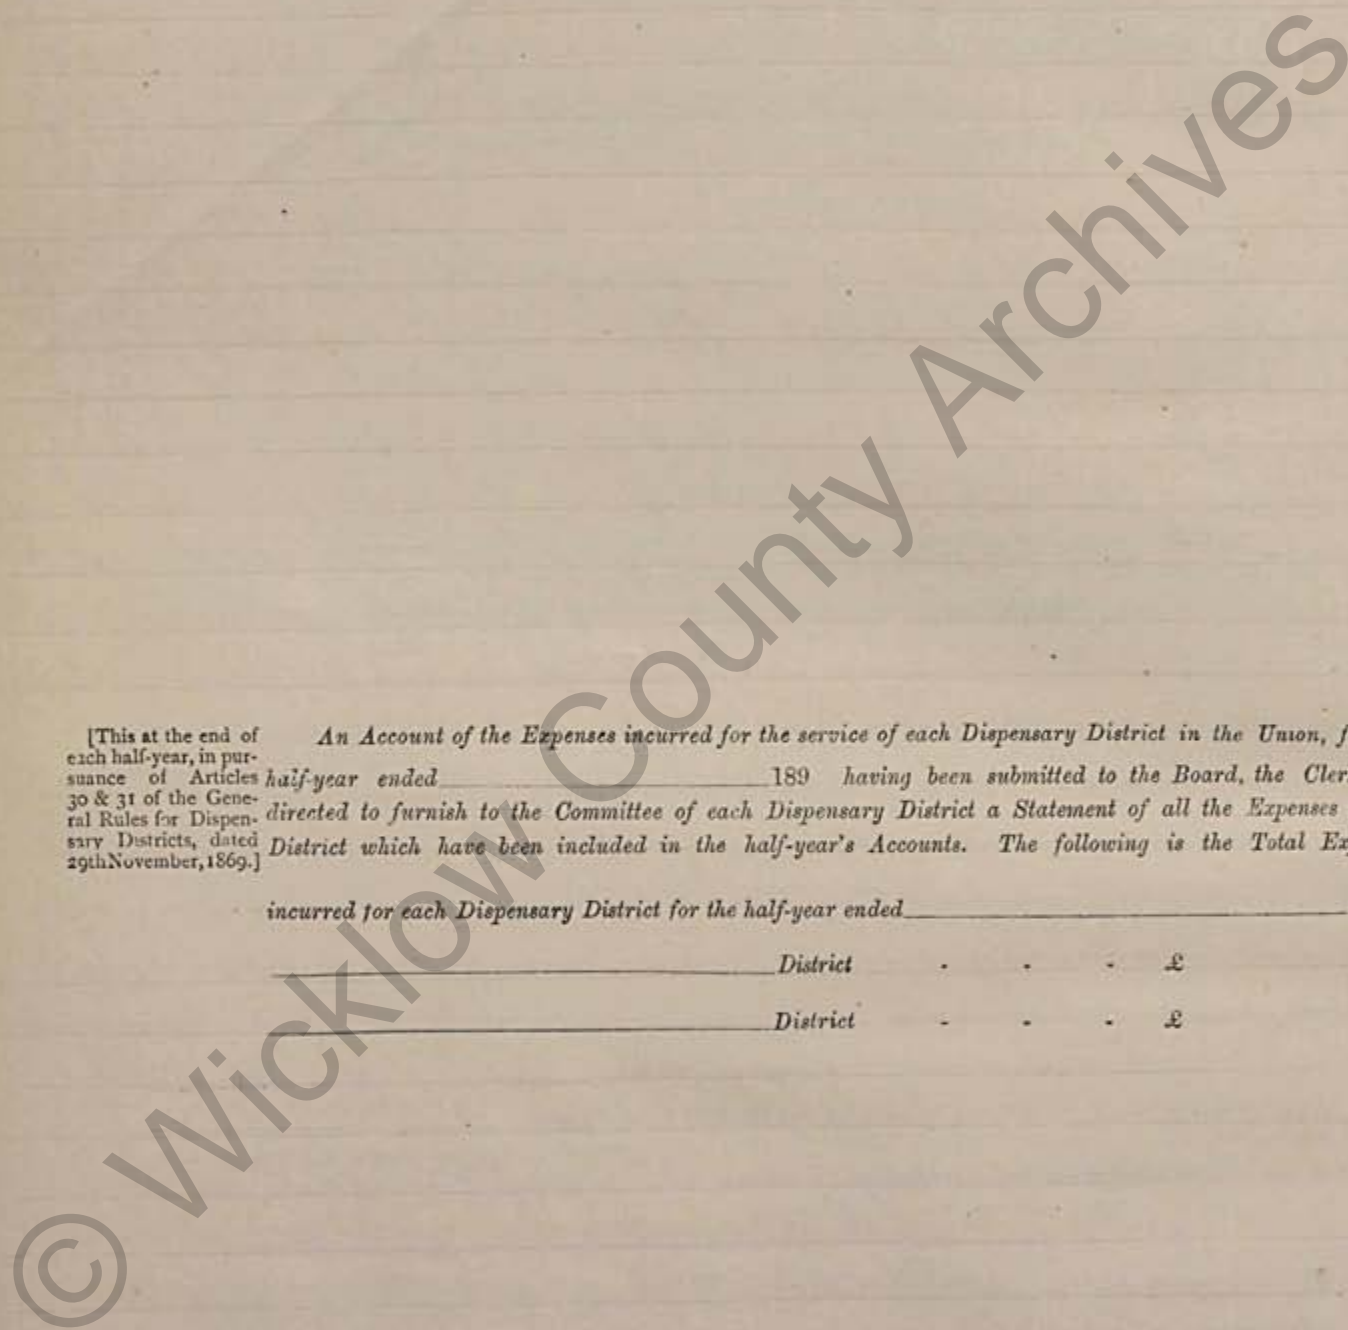 [This at the end of
each half-year, in pur-
suance of Articles
30 & 31 of the Gene-
ral Rules for Dispen-
sary Districts, dated
29thNovember, 1869.]
An Account of the Expenses incurred for the service of each Dispensary District in the Union, f
half-year ended 189 having been submitted to the Board, the Cler
directed to furnish to the Committee of each Dispensary District a Statement of all the Expenses
District which have been included in the half-year's Accounts. The following is the Total Ex
incurred for each Dispensary District for the half-year ended
District - - - £
District - - - £
© Wicklow County Archives